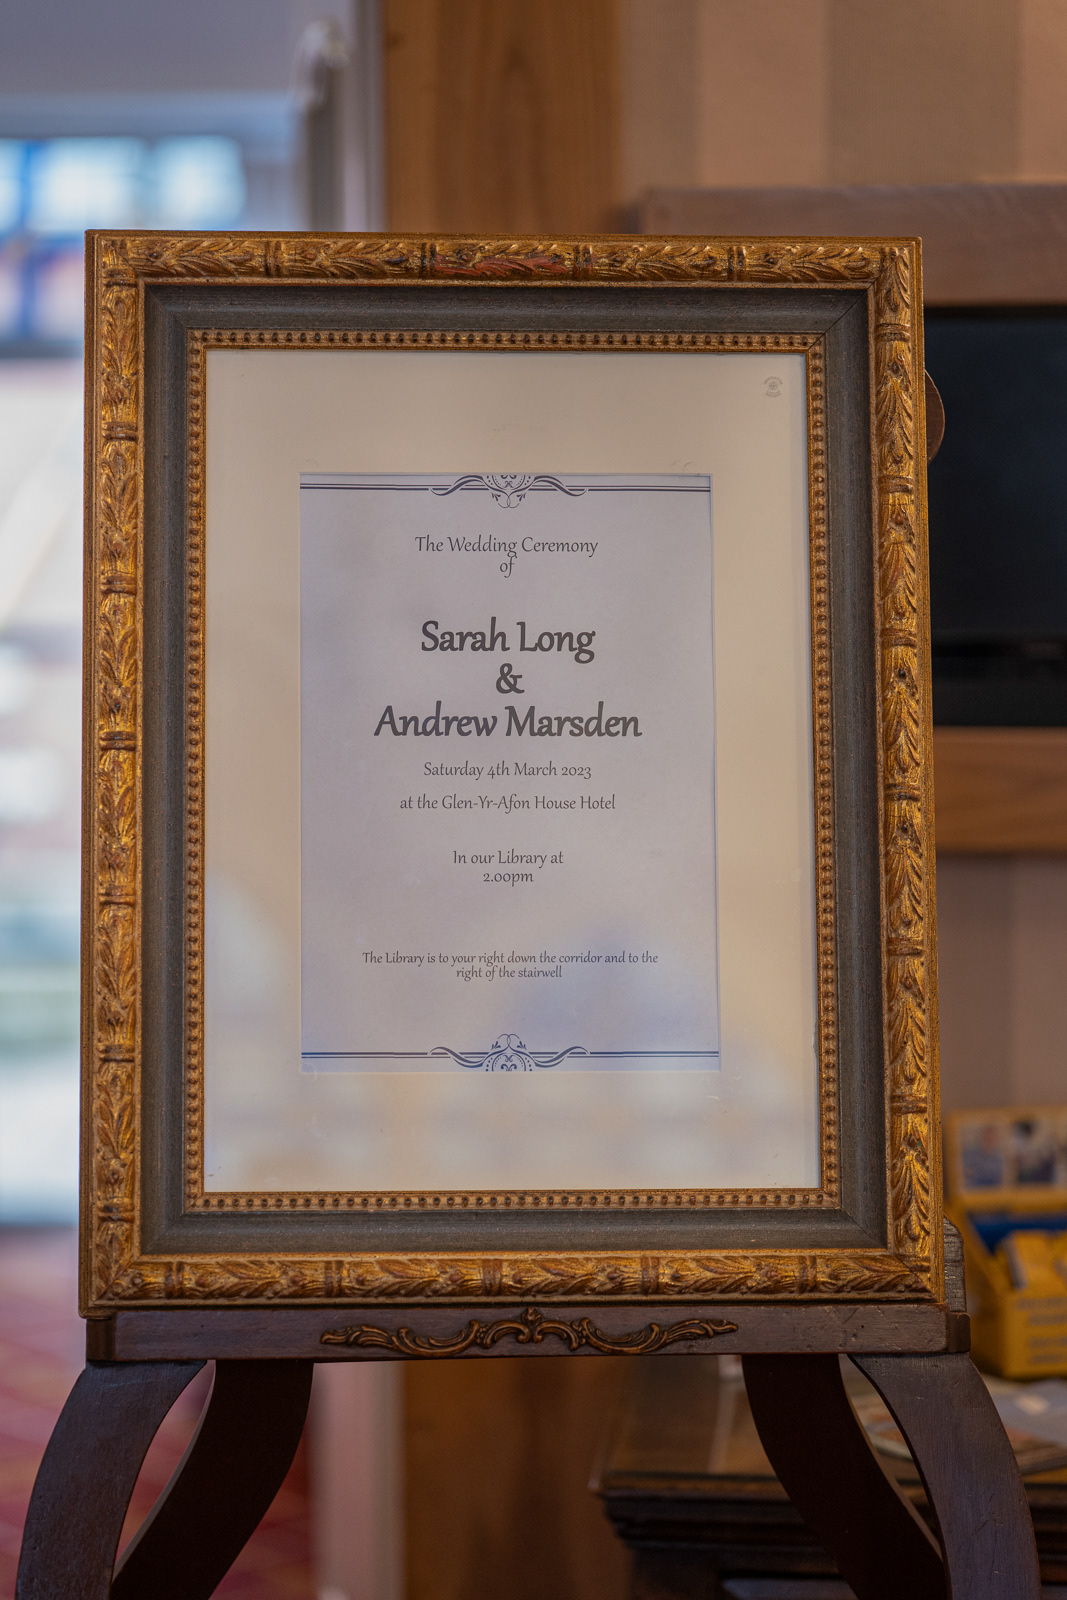 The Wedding Ceremony
of
Sarah Long
&
Andrew Marsden
Saturday 4th March 2023
at the Glen-Yr-Afon House Hotel
In our Library at
2.00pm
The Library is to your right down the corridor and to the
right of the stairwell